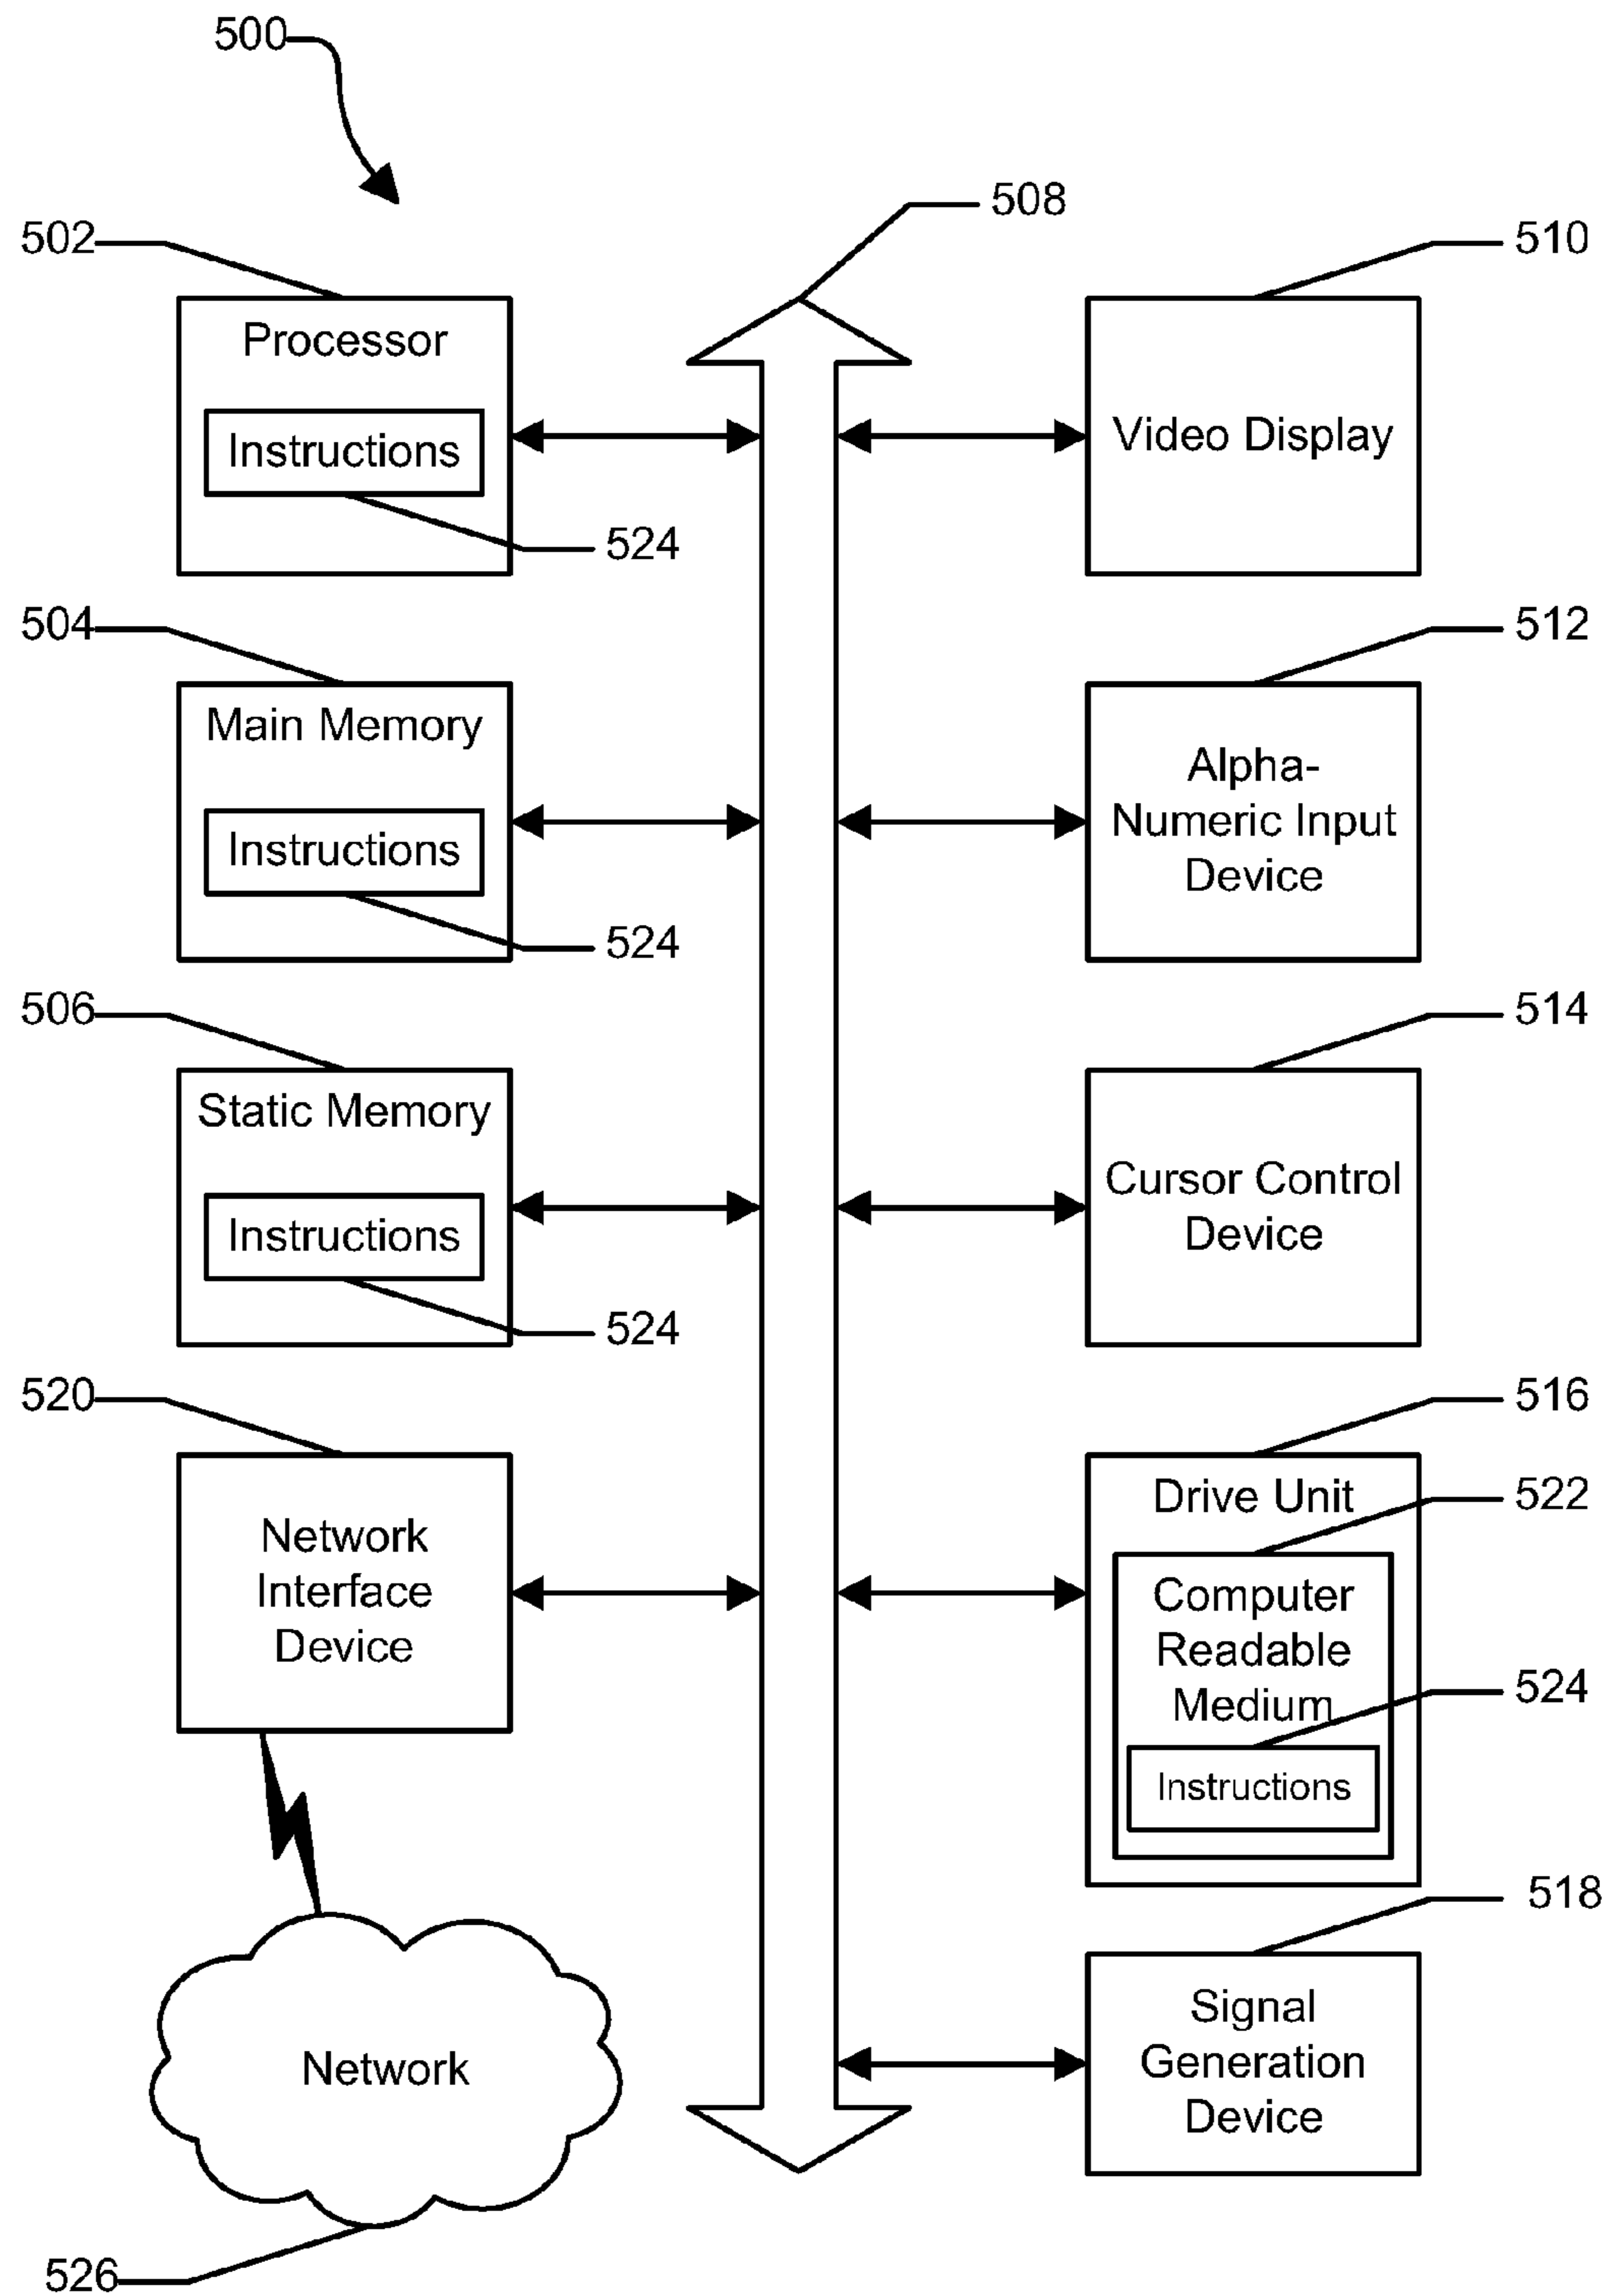 500
508
502
510
Processor
Instructions
Video Display
524
504
512
Main Memory
Instructions
Alpha-
Numeric Input
Device
524
506
514
Static Memory
Instructions
Cursor Control
Device
524
520
516
Network
Interface
Device
Drive Unit
522
Computer
Readable
Medium
524
Instructions
518
Signal
Generation
Device
Network
526